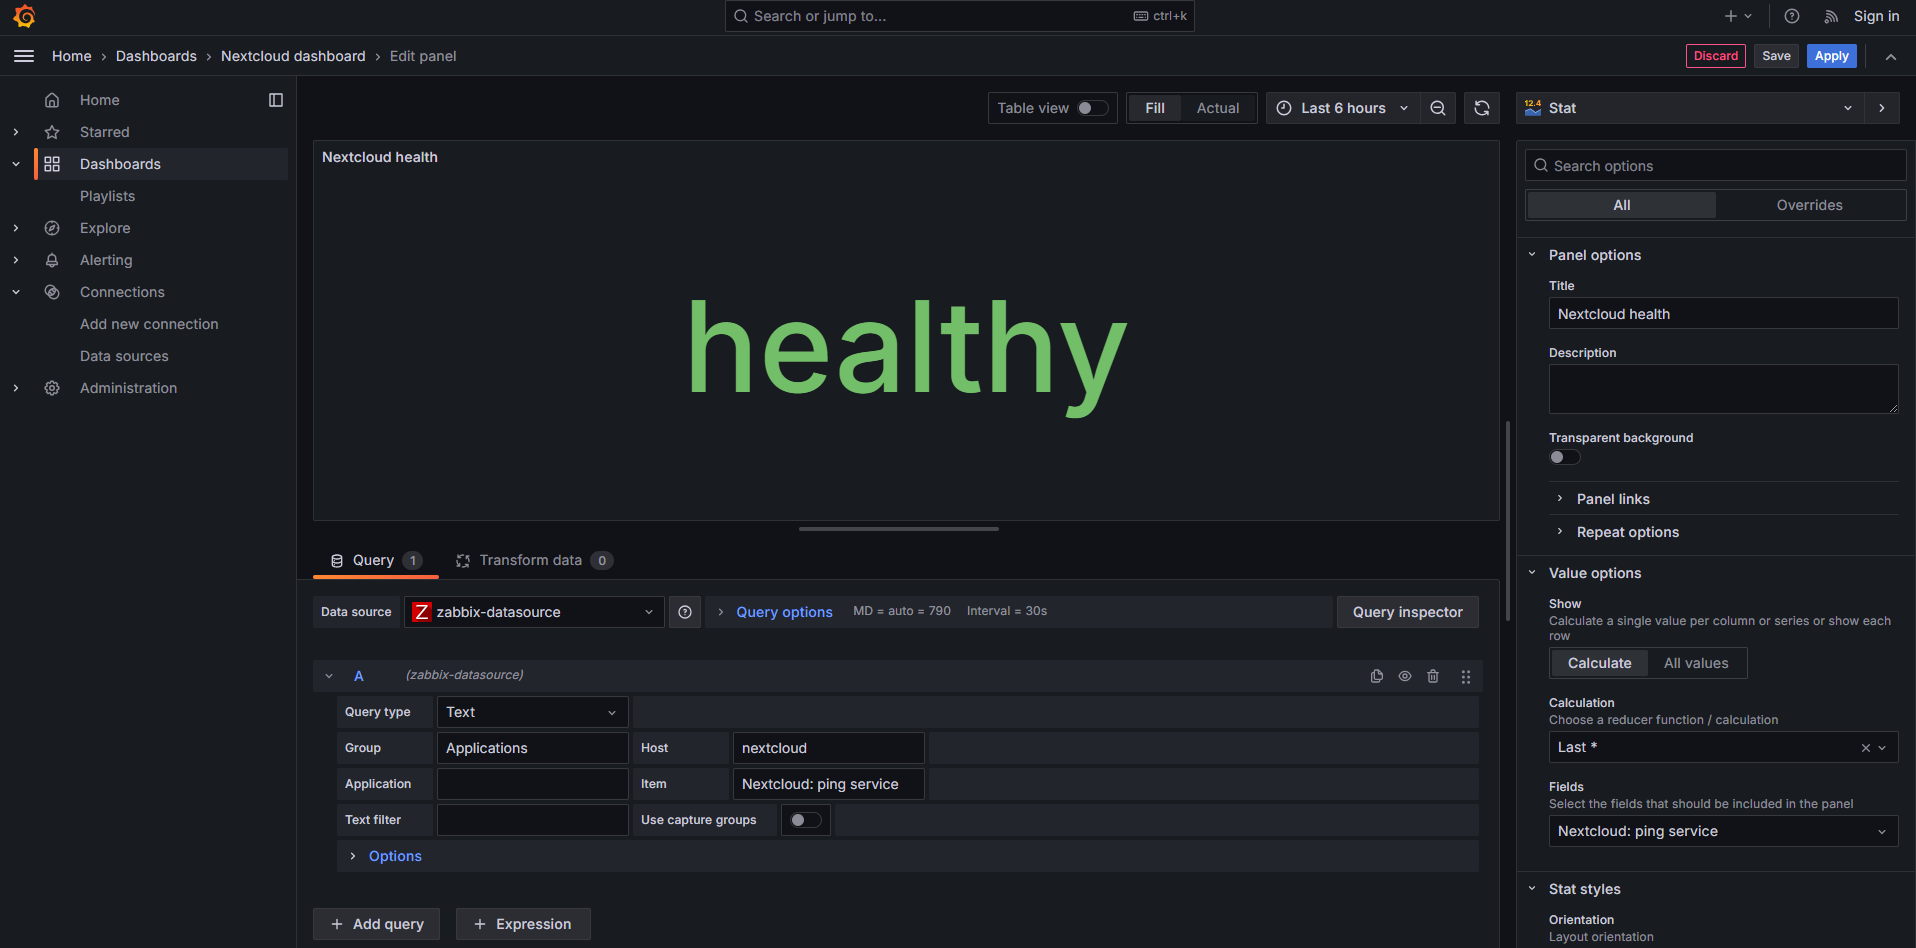 Search or jump to...
ctrl+k
Sign in
Home › Dashboards › Nextcloud dashboard › Edit panel
Discard
Save
Apply
Home
Starred
Dashboards
Playlists
Explore
Alerting
Connections
Add new connection
Data sources
Administration
Table view
Fill
Actual
Last 6 hours
Nextcloud health
healthy
Query 1
Transform data 0
Data source
Z zabbix-datasource
Query options
MD = auto = 790
Interval = 30s
Query inspector
A
(zabbix-datasource)
Query type
Text
Group
Applications
Host
nextcloud
Application
Item
Nextcloud: ping service
Text filter
Use capture groups
Options
+ Add query
+ Expression
12.4
Stat
Search options
All
Overrides
Panel options
Title
Nextcloud health
Description
Transparent background
Panel links
Repeat options
Value options
Show
Calculate a single value per column or series or show each
row
Calculate
All values
Calculation
Choose a reducer function / calculation
Last *
Fields
Select the fields that should be included in the panel
Nextcloud: ping service
Stat styles
Orientation
Layout orientation